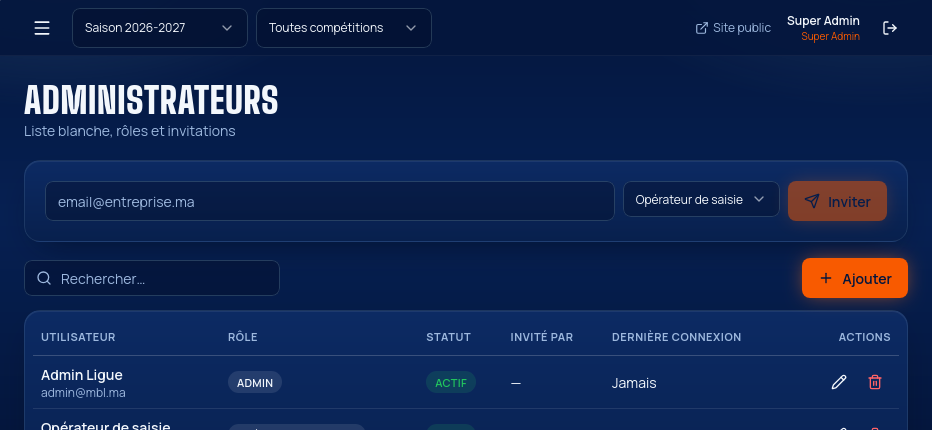 Saison 2026-2027
Toutes compétitions
Site public
Super Admin
Super Admin
ADMINISTRATEURS
Liste blanche, rôles et invitations
email@entreprise.ma
Opérateur de saisie
Inviter
Rechercher...
Ajouter
UTILISATEUR RÔLE STATUT INVITÉ PAR DERNIÈRE CONNEXION ACTIONS
Admin Ligue
admin@mbl.ma
ADMIN
ACTIF
—
Jamais
Opérateur de saisie